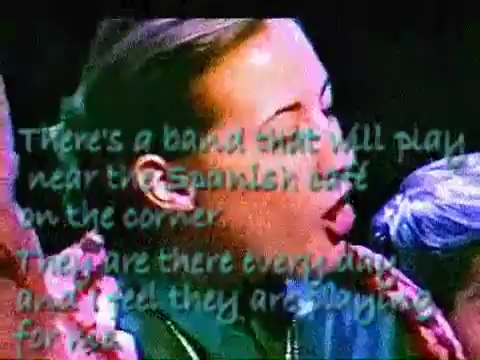 There's a band that will play
near the Spanish café
on the corner
They are there every day
and I feel they are playing
for me